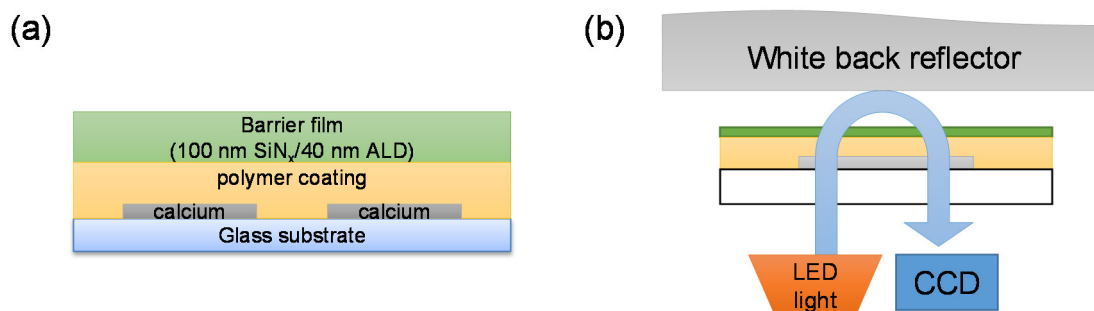 (a)
Barrier film
(100 nm SiNₓ/40 nm ALD)
polymer coating
calcium
calcium
Glass substrate
(b)
White back reflector
LED
light
CCD